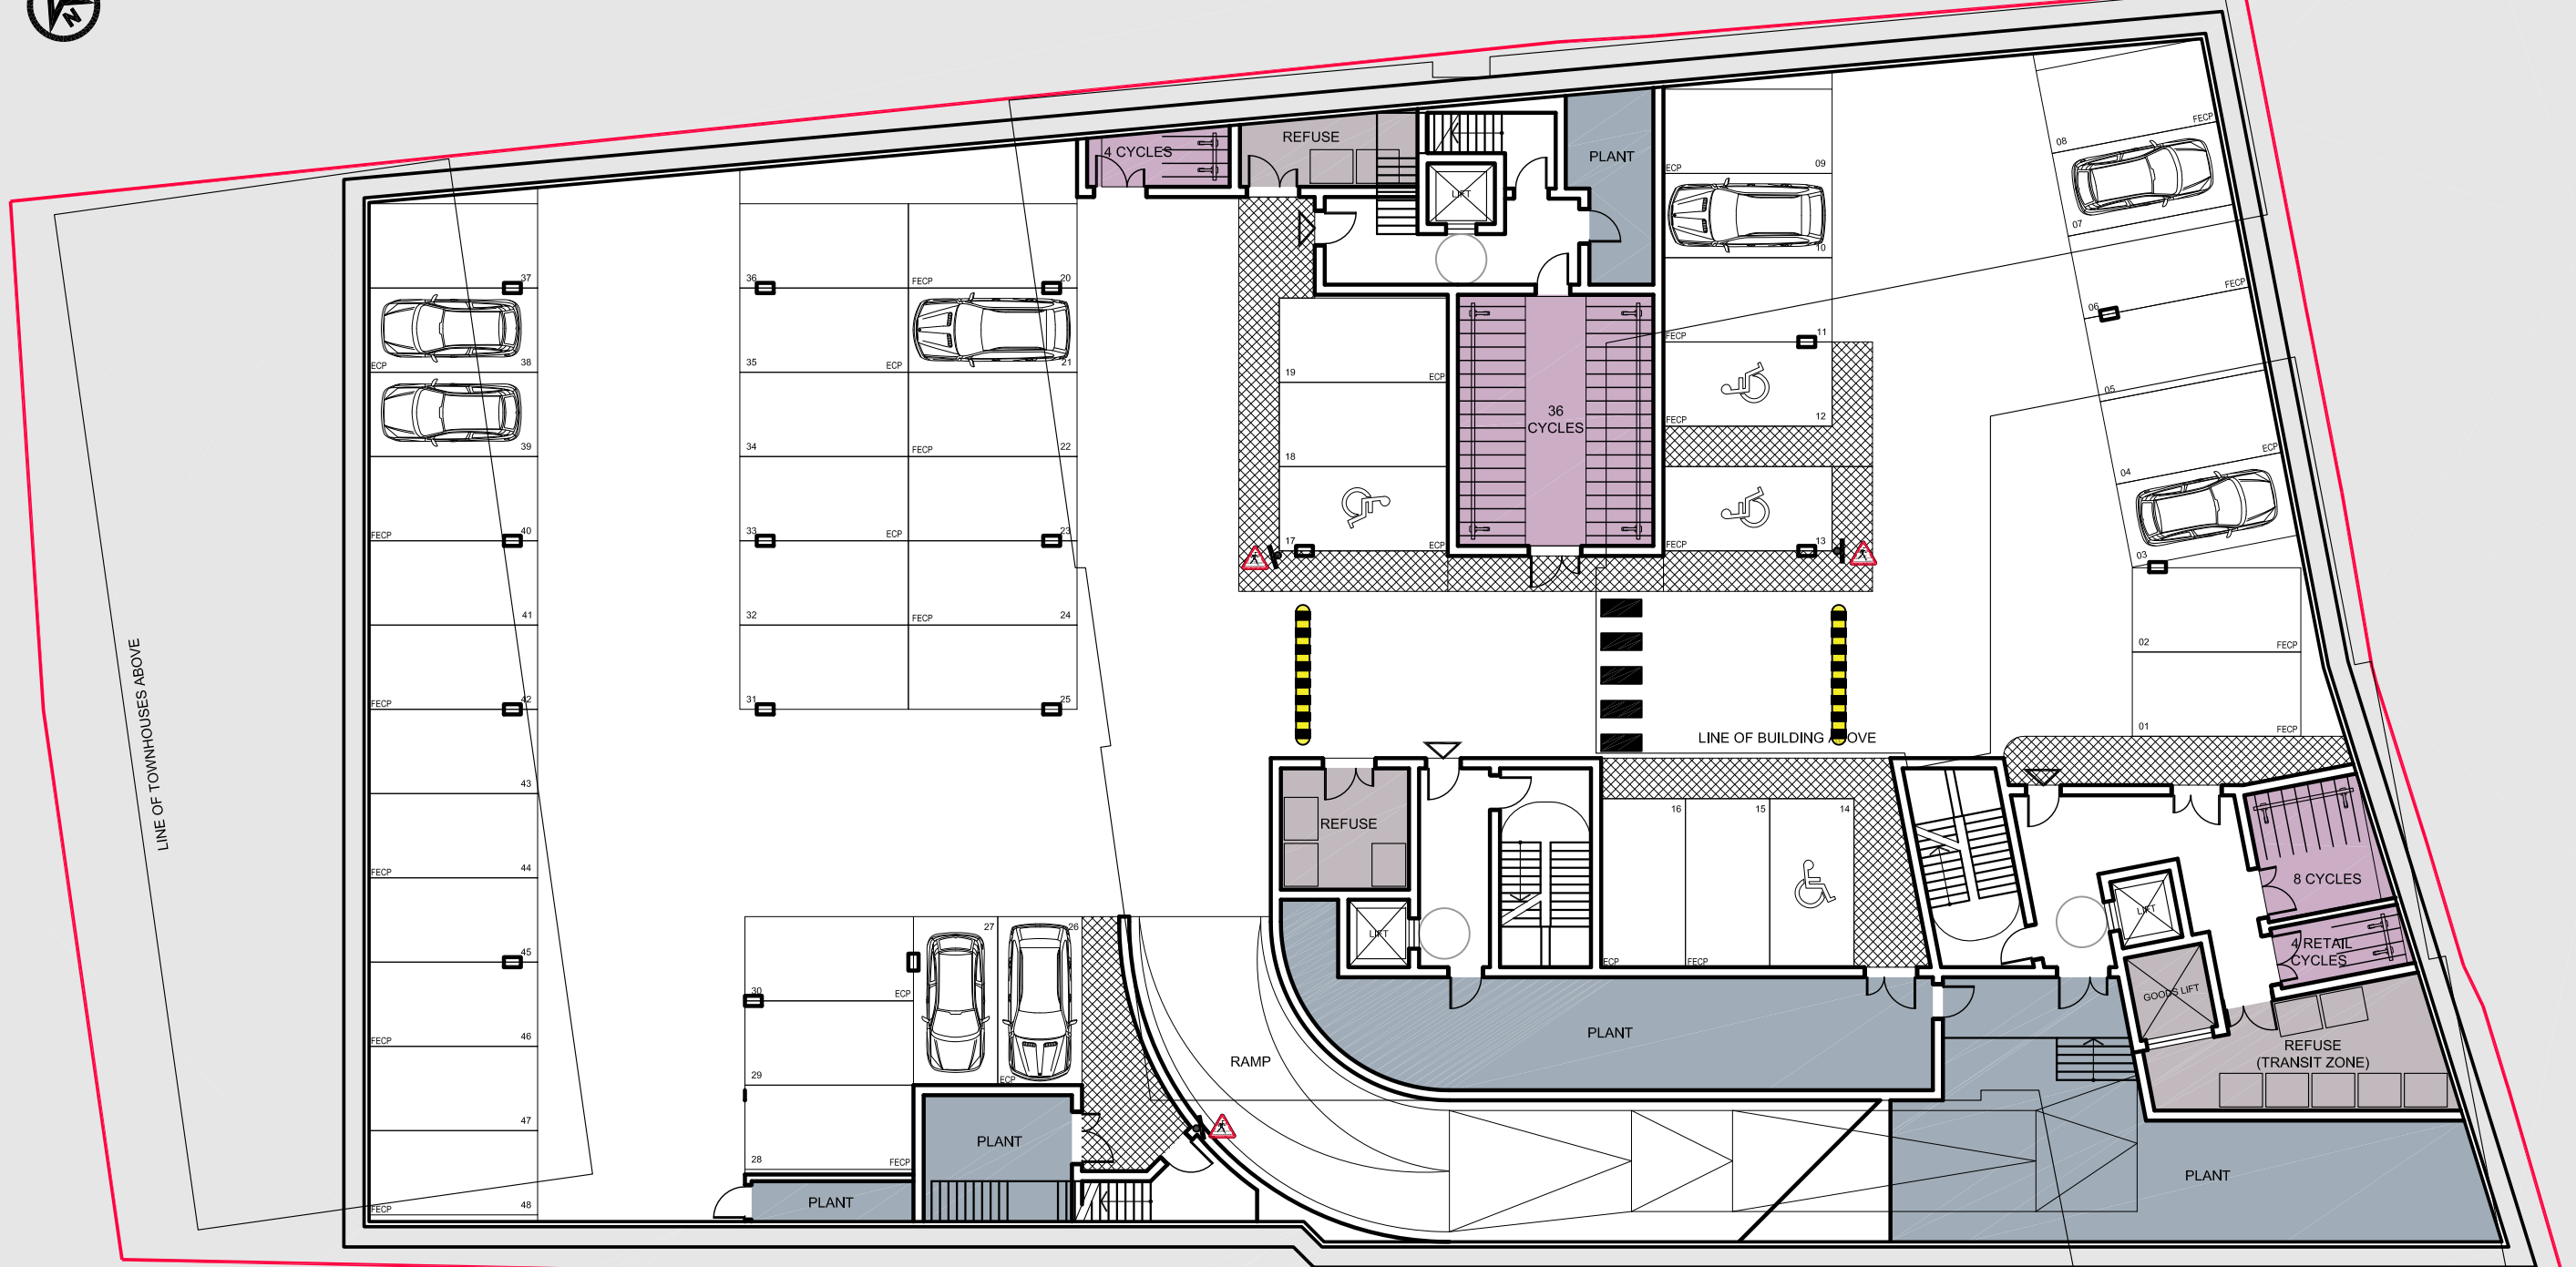 N
4 CYCLES
REFUSE
LIFT
PLANT
ECP
09
10
FECP
11
FECP
12
FECP
13
08
FECP
07
06
FECP
05
04
ECP
03
02
FECP
01
FECP
37
ECP
38
39
FECP
40
41
FECP
42
43
FECP
44
45
FECP
46
47
FECP
48
36
FECP
20
35
ECP
21
34
FECP
22
33
ECP
23
32
FECP
24
31
25
19
ECP
18
17
ECP
36
CYCLES
LINE OF TOWNHOUSES ABOVE
LINE OF BUILDING ABOVE
REFUSE
LIFT
16
15
14
ECP
FECP
8 CYCLES
4 RETAIL
CYCLES
LIFT
GOODS LIFT
REFUSE
(TRANSIT ZONE)
PLANT
PLANT
RAMP
27
26
ECP
30
ECP
29
28
FECP
PLANT
PLANT